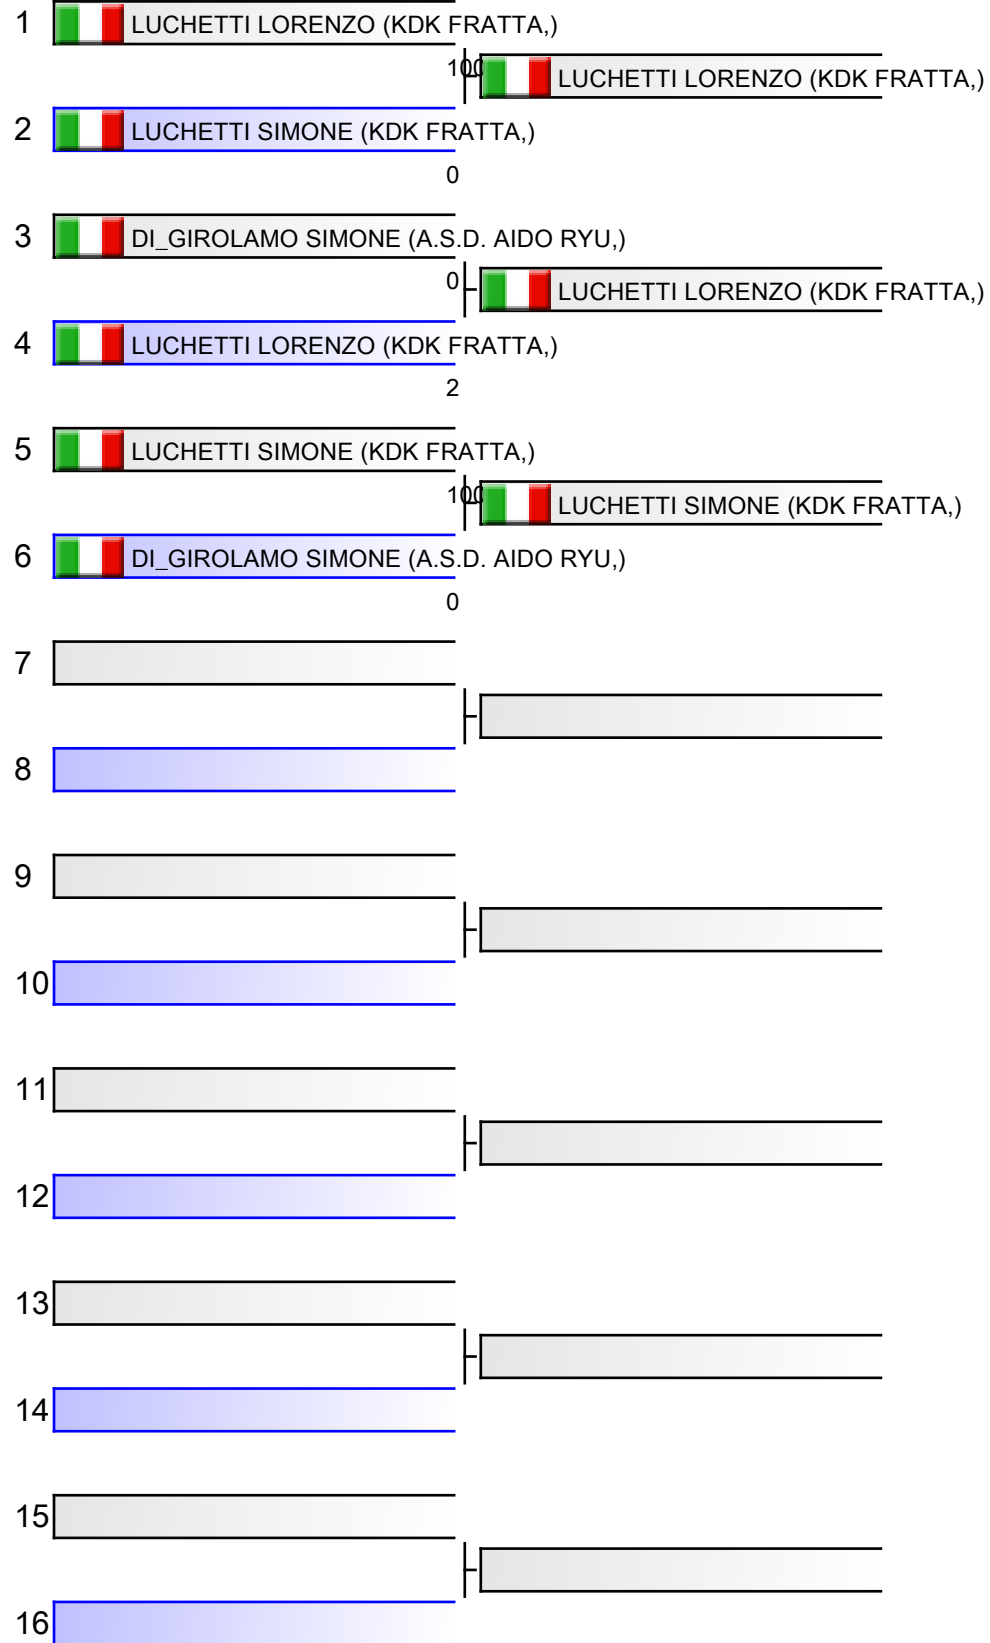 1 LUCHETTI LORENZO (KDK FRATTA,)
100 LUCHETTI LORENZO (KDK FRATTA,)
2 LUCHETTI SIMONE (KDK FRATTA,)
0
3 DI_GIROLAMO SIMONE (A.S.D. AIDO RYU,)
0 LUCHETTI LORENZO (KDK FRATTA,)
4 LUCHETTI LORENZO (KDK FRATTA,)
2
5 LUCHETTI SIMONE (KDK FRATTA,)
100 LUCHETTI SIMONE (KDK FRATTA,)
6 DI_GIROLAMO SIMONE (A.S.D. AIDO RYU,)
0
7
8
9
10
11
12
13
14
15
16